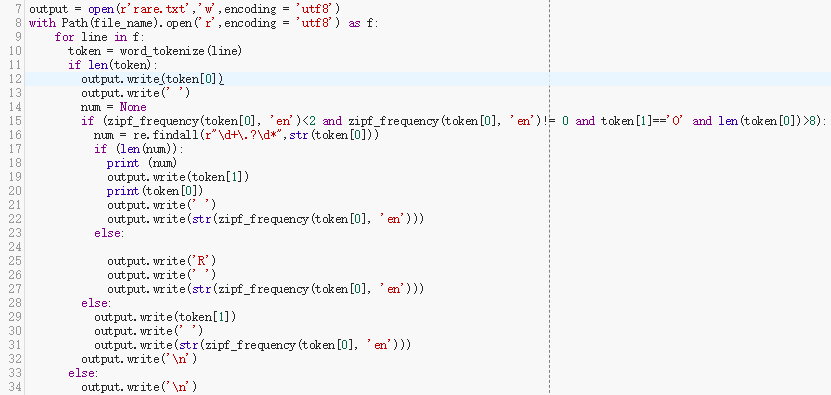 7 output = open(r'rare.txt','w',encoding = 'utf8')
8 with Path(file_name).open('r',encoding = 'utf8') as f:
9     for line in f:
10       token = word_tokenize(line)
11       if len(token):
12         output.write(token[0])
13         output.write(' ')
14         num = None
15         if (zipf_frequency(token[0], 'en')<2 and zipf_frequency(token[0], 'en')!= 0 and token[1]=='O' and len(token[0])>8):
16           num = re.findall(r"\d+\.?\d*",str(token[0]))
17           if (len(num)):
18             print (num)
19             output.write(token[1])
20             print(token[0])
21             output.write(' ')
22             output.write(str(zipf_frequency(token[0], 'en')))
23           else:
24
25             output.write('R')
26             output.write(' ')
27             output.write(str(zipf_frequency(token[0], 'en')))
28         else:
29           output.write(token[1])
30           output.write(' ')
31           output.write(str(zipf_frequency(token[0], 'en')))
32         output.write('\n')
33       else:
34         output.write('\n')